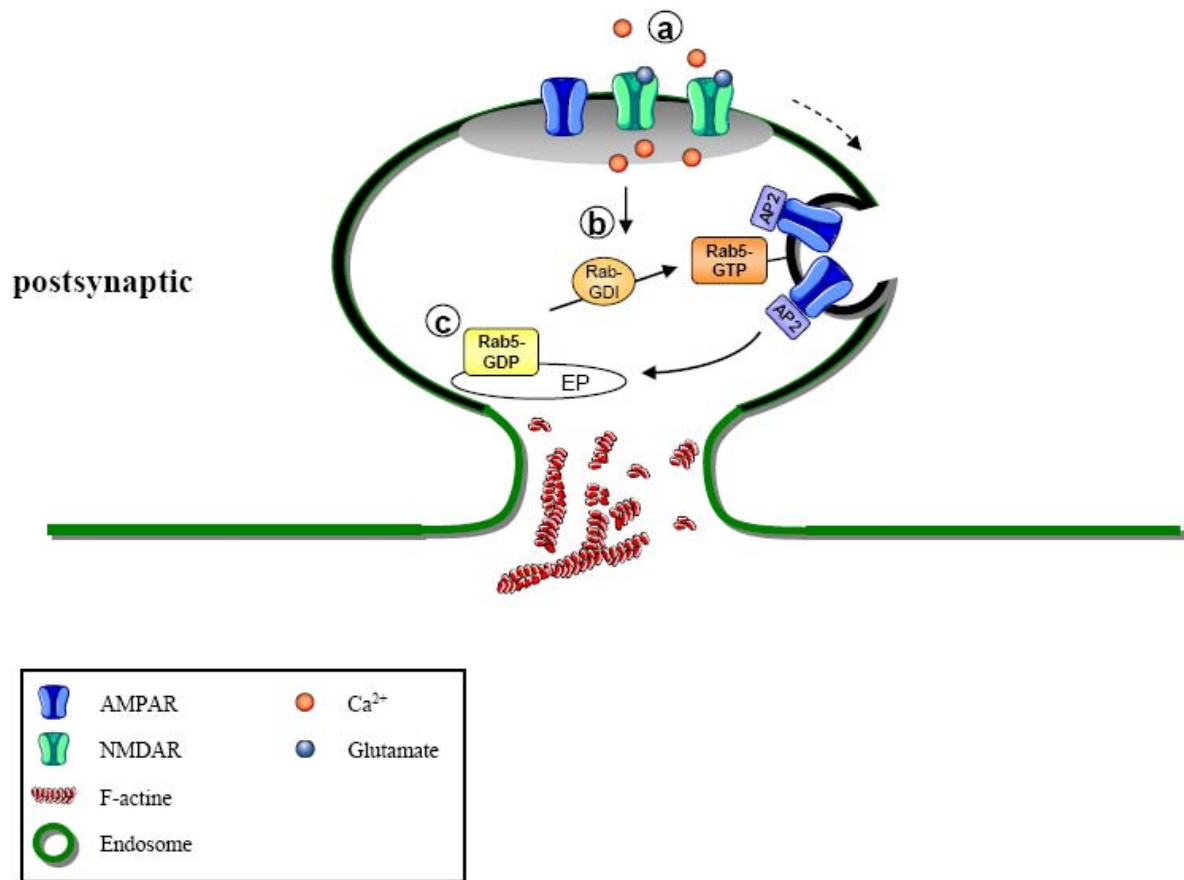 a
b
Rab-
GDI
Rab5-
GTP
AP2
AP2
postsynaptic
c
Rab5-
GDP
EP
AMPAR
Ca²⁺
NMDAR
Glutamate
F-actine
Endosome